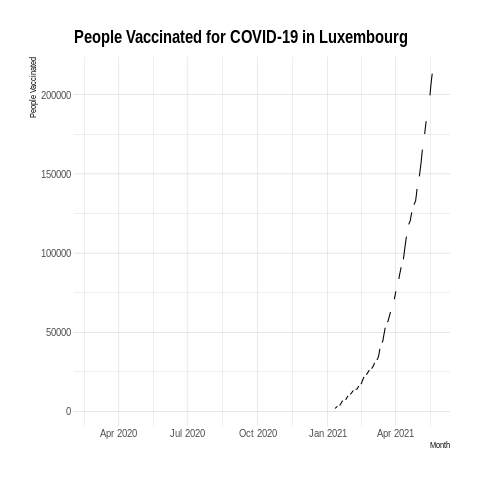 People Vaccinated for COVID-19 in Luxembourg
People Vaccinated
200000
150000
100000
50000
0
Apr 2020
Jul 2020
Oct 2020
Jan 2021
Apr 2021
Month